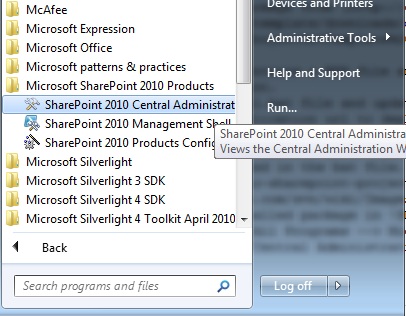 McAfee
Microsoft Expression
Microsoft Office
Microsoft patterns & practices
Microsoft SharePoint 2010 Products
SharePoint 2010 Central Administrat
SharePoint 2010 Management Shell
SharePoint 2010 Products Config
Microsoft Silverlight
Microsoft Silverlight 3 SDK
Microsoft Silverlight 4 SDK
Microsoft Silverlight 4 Toolkit April 2010
Back
Search programs and files
Devices and Printers
Administrative Tools
Help and Support
Run...
SharePoint 2010 Central Administra
Views the Central Administration W
Log off